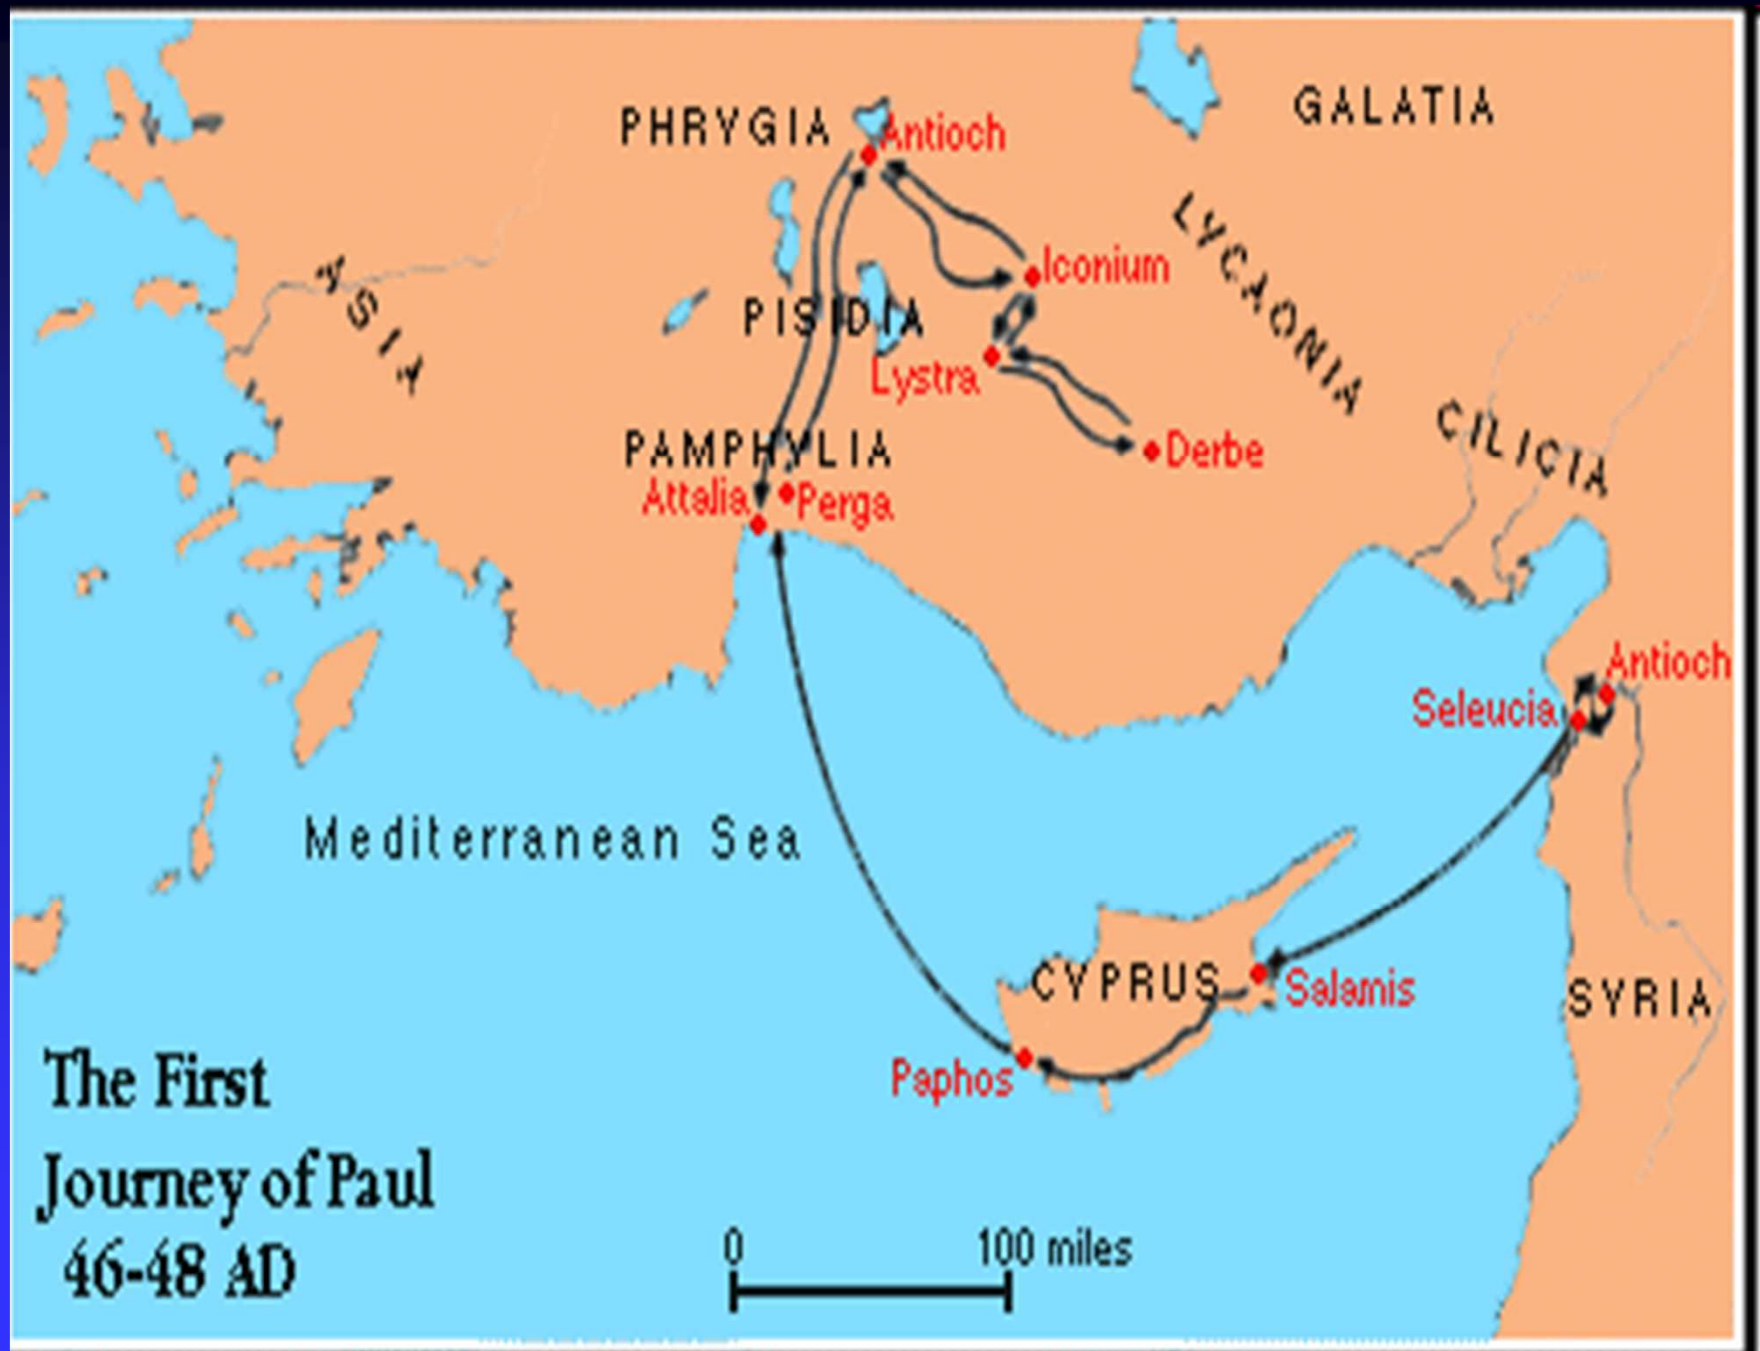 PHRYGIA
Antioch
GALATIA
LYCAONIA
Iconium
ASIA
PISIDIA
Lystra
CILICIA
PAMPHYLIA
Derbe
Attalia
Perga
Antioch
Seleucia
Mediterranean Sea
CYPRUS
Salamis
SYRIA
Paphos
The First
Journey of Paul
46-48 AD
0 100 miles